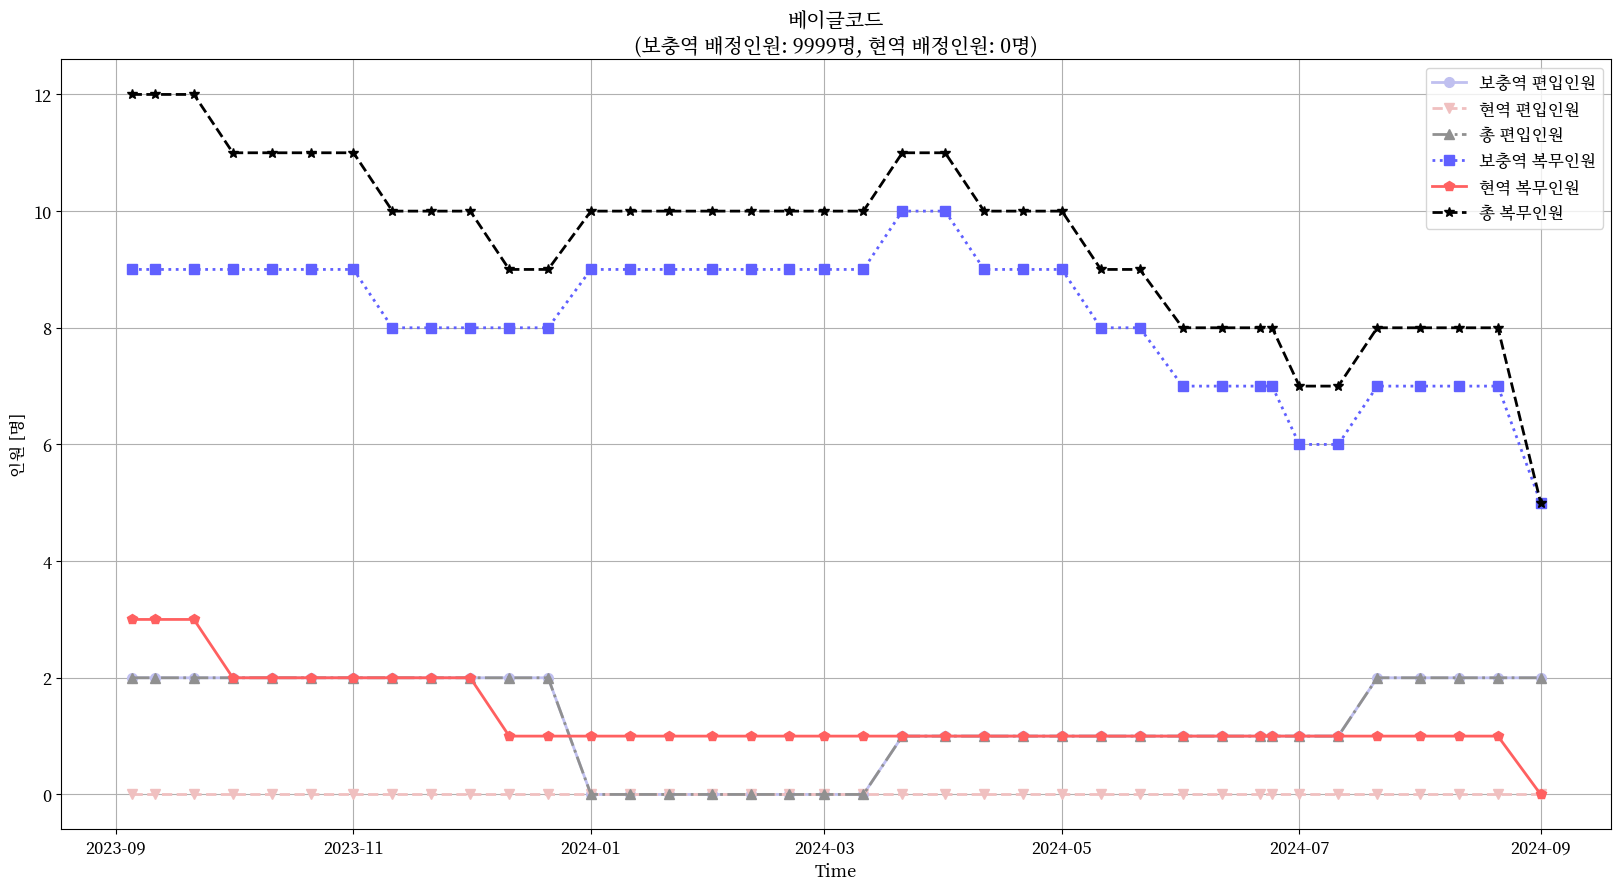 베이글코드
(보충역 배정인원: 9999명, 현역 배정인원: 0명)
보충역 편입인원
현역 편입인원
총 편입인원
보충역 복무인원
현역 복무인원
총 복무인원
인원 [명]
12
10
8
6
4
2
0
2023-09
2023-11
2024-01
2024-03
2024-05
2024-07
2024-09
Time